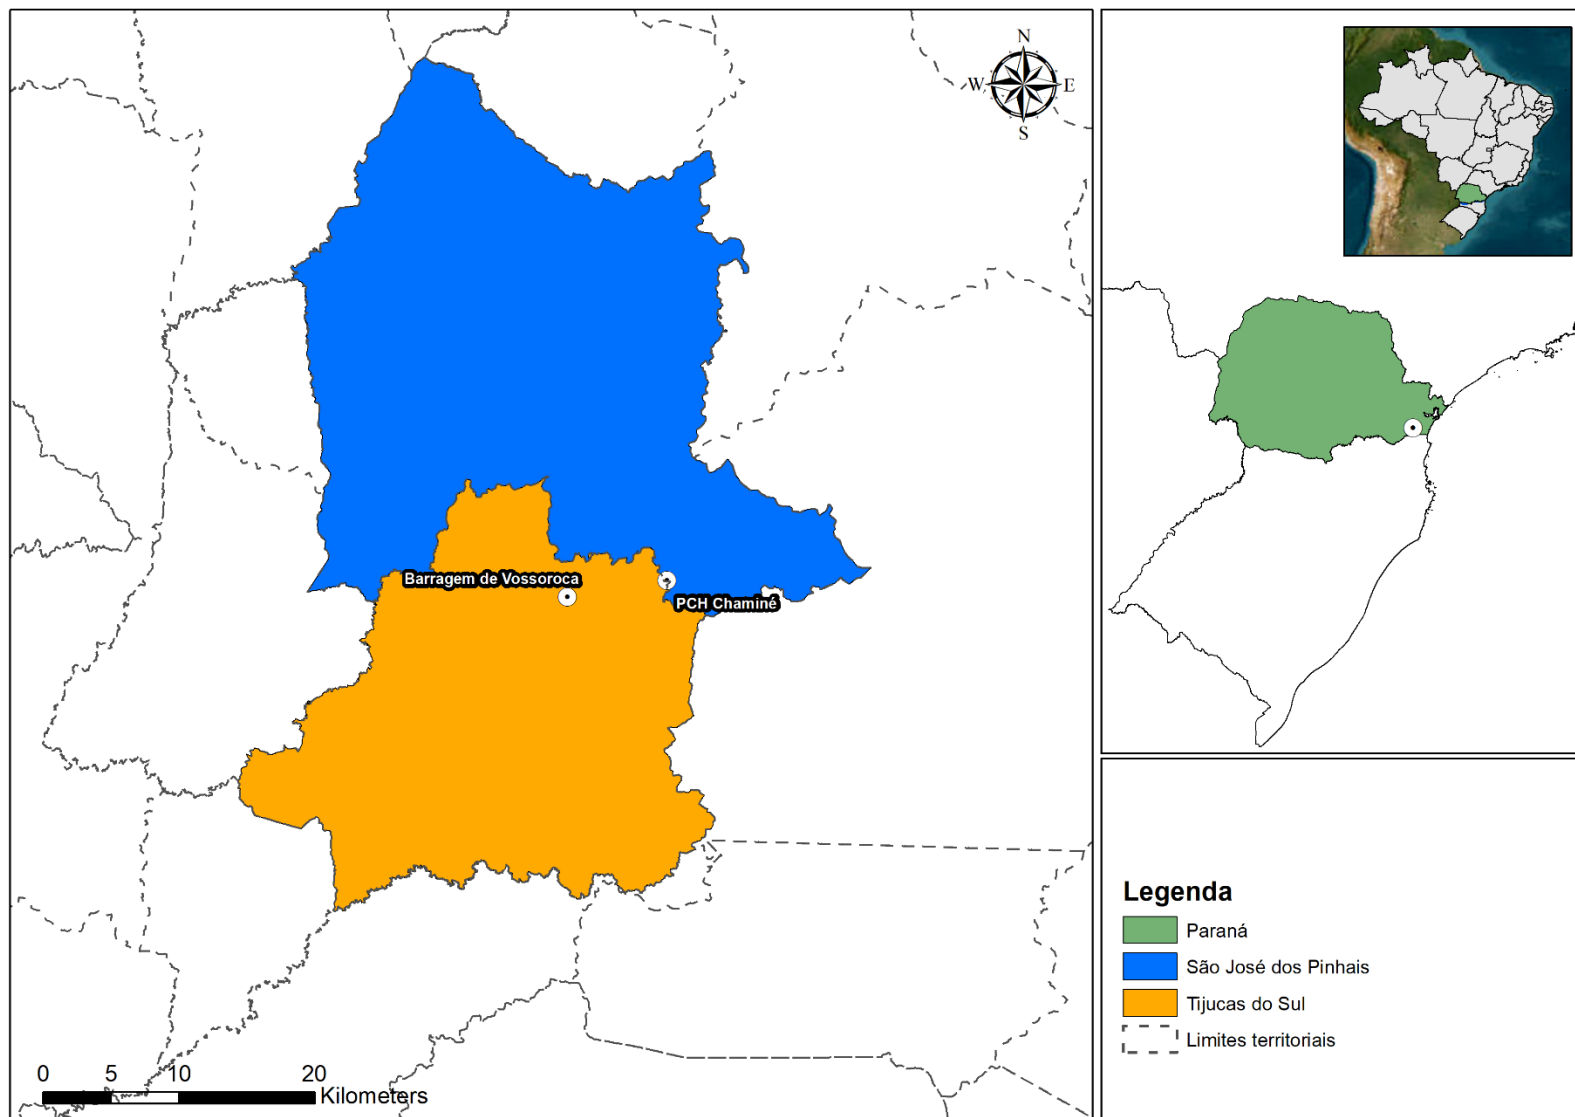 N
W E
S
Barragem de Vossoroca
PCH Chaminé
0 5 10 20
Kilometers
Legenda
Paraná
São José dos Pinhais
Tijucas do Sul
Limites territoriais